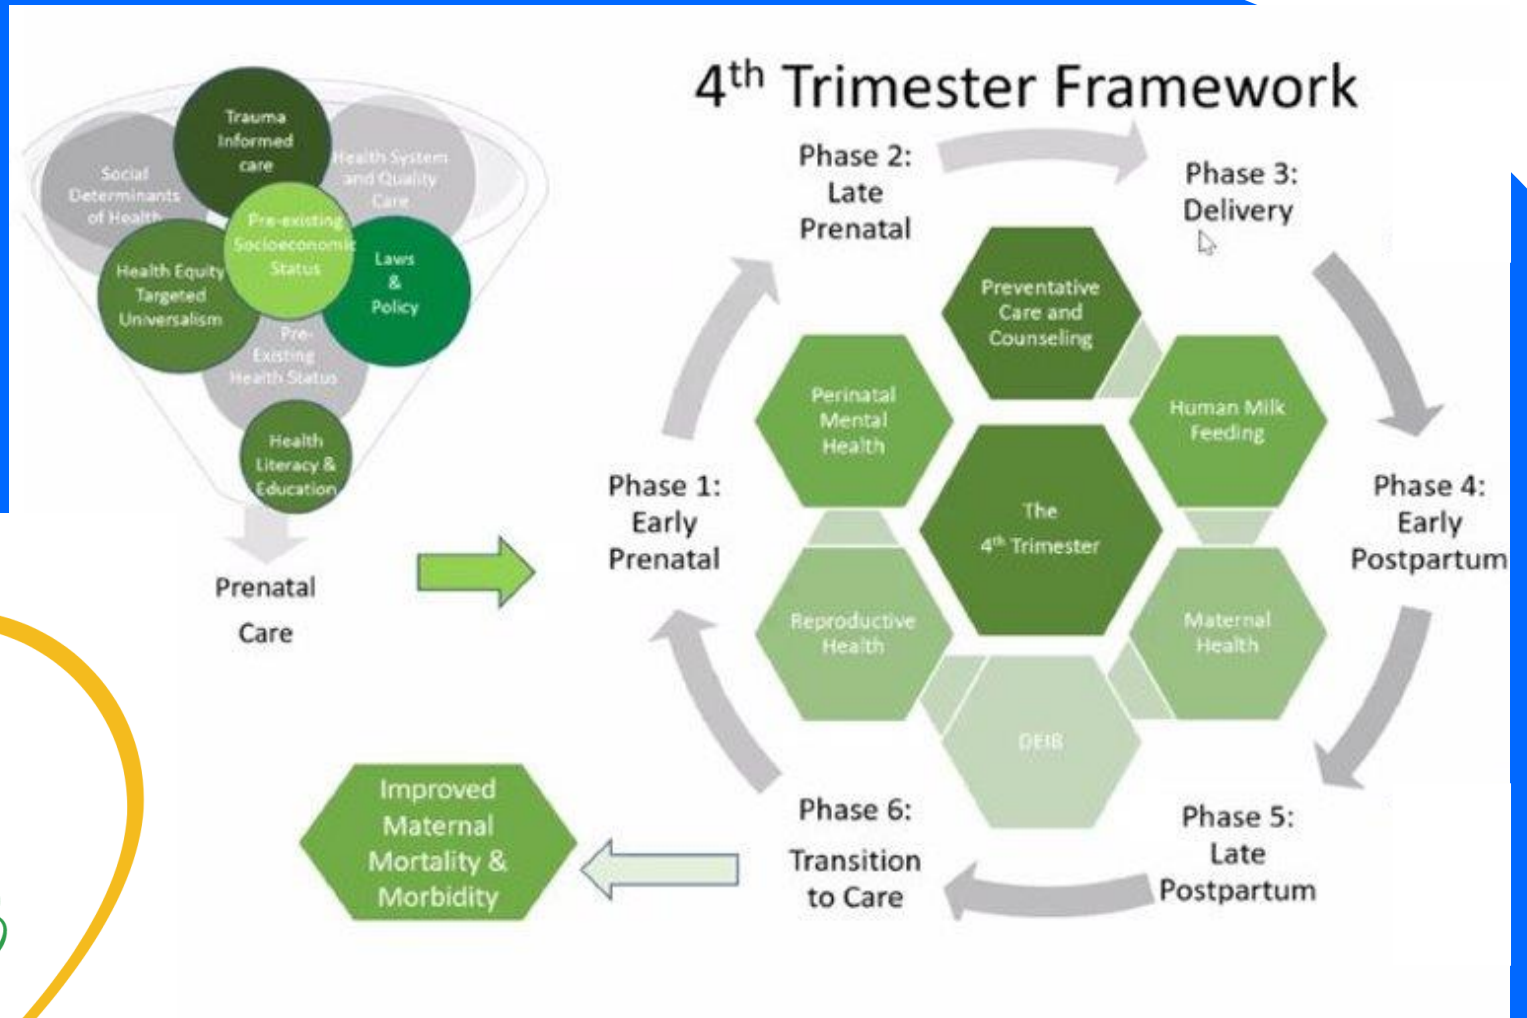 4th Trimester Framework
Trauma
Informed
care
Social
Determinants
of Health
Health System
and Quality
Care
Pre-existing
Socioeconomic
Status
Health Equity
Targeted
Universalism
Laws
&
Policy
Pre-
Existing
Health Status
Health
Literacy &
Education
Prenatal
Care
Phase 1:
Early
Prenatal
Phase 2:
Late
Prenatal
Phase 3:
Delivery
Phase 4:
Early
Postpartum
Phase 5:
Late
Postpartum
Phase 6:
Transition
to Care
Preventative
Care and
Counseling
Human Milk
Feeding
Maternal
Health
DEIB
Reproductive
Health
Perinatal
Mental
Health
The
4th Trimester
Improved
Maternal
Mortality &
Morbidity